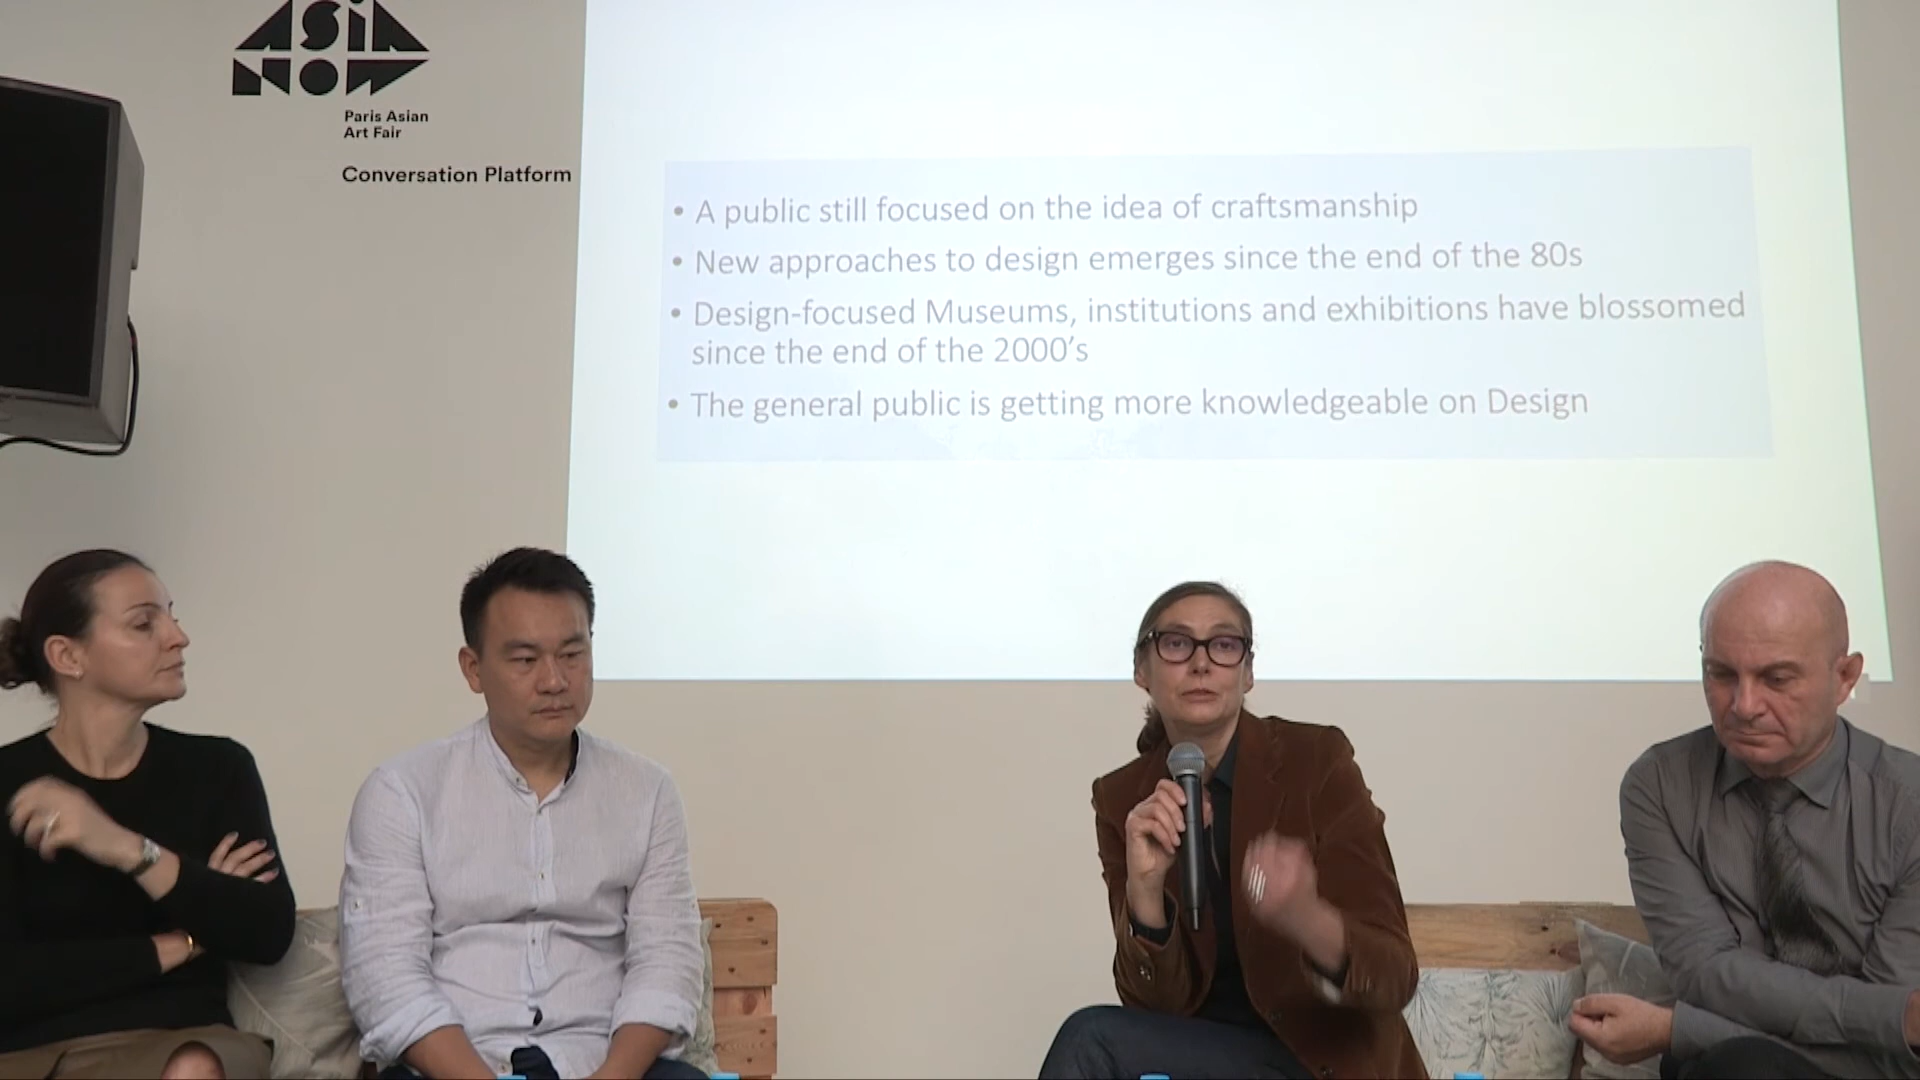 ASIA
NOW
Paris Asian
Art Fair
Conversation Platform
• A public still focused on the idea of craftsmanship
• New approaches to design emerges since the end of the 80s
• Design-focused Museums, institutions and exhibitions have blossomed
since the end of the 2000's
• The general public is getting more knowledgeable on Design